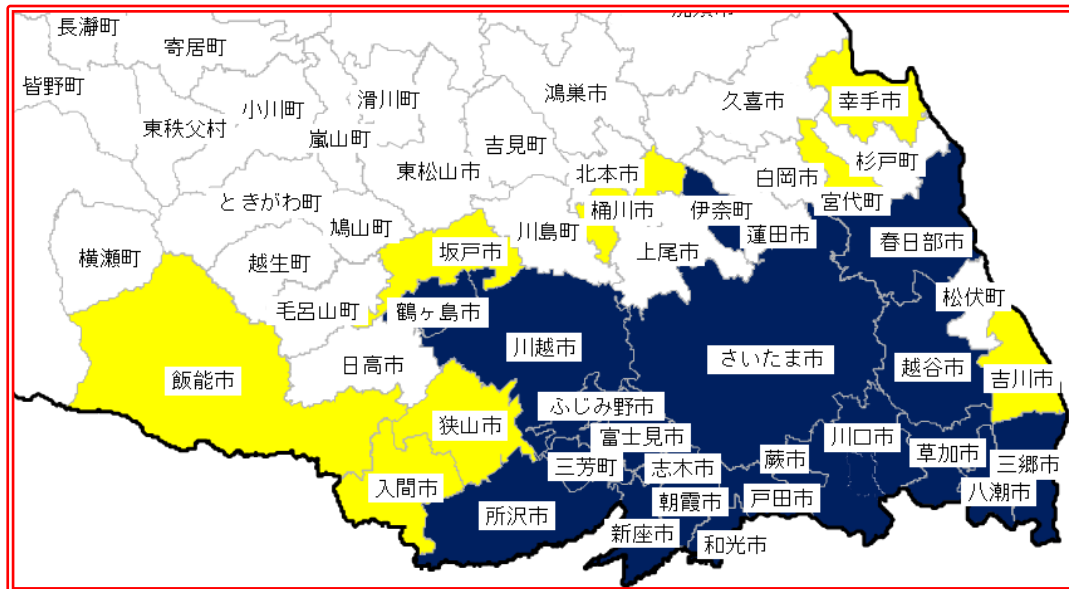 加須市
長瀞町
寄居町
皆野町
小川町
滑川町
鴻巣市
久喜市
幸手市
東秩父村
嵐山町
吉見町
東松山市
北本市
白岡市
杉戸町
ときがわ町
桶川市
伊奈町
宮代町
鳩山町
川島町
蓮田市
横瀬町
越生町
坂戸市
上尾市
春日部市
毛呂山町
鶴ヶ島市
松伏町
日高市
川越市
さいたま市
越谷市
飯能市
吉川市
ふじみ野市
狭山市
富士見市
川口市
草加市
三芳町
志木市
蕨市
三郷市
入間市
朝霞市
戸田市
八潮市
所沢市
新座市
和光市